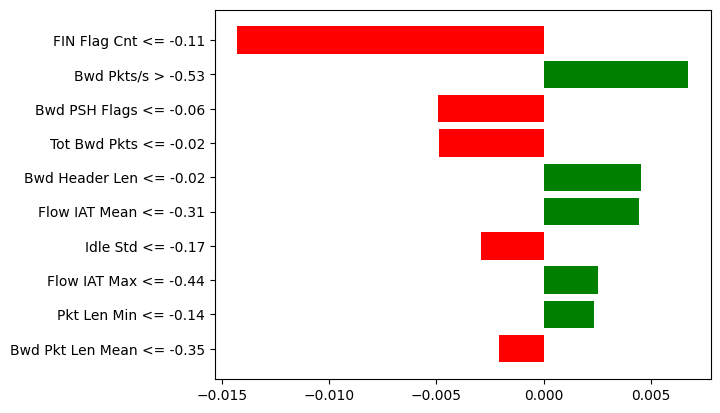 FIN Flag Cnt <= -0.11
Bwd Pkts/s > -0.53
Bwd PSH Flags <= -0.06
Tot Bwd Pkts <= -0.02
Bwd Header Len <= -0.02
Flow IAT Mean <= -0.31
Idle Std <= -0.17
Flow IAT Max <= -0.44
Pkt Len Min <= -0.14
Bwd Pkt Len Mean <= -0.35
−0.015 −0.010 −0.005 0.000 0.005